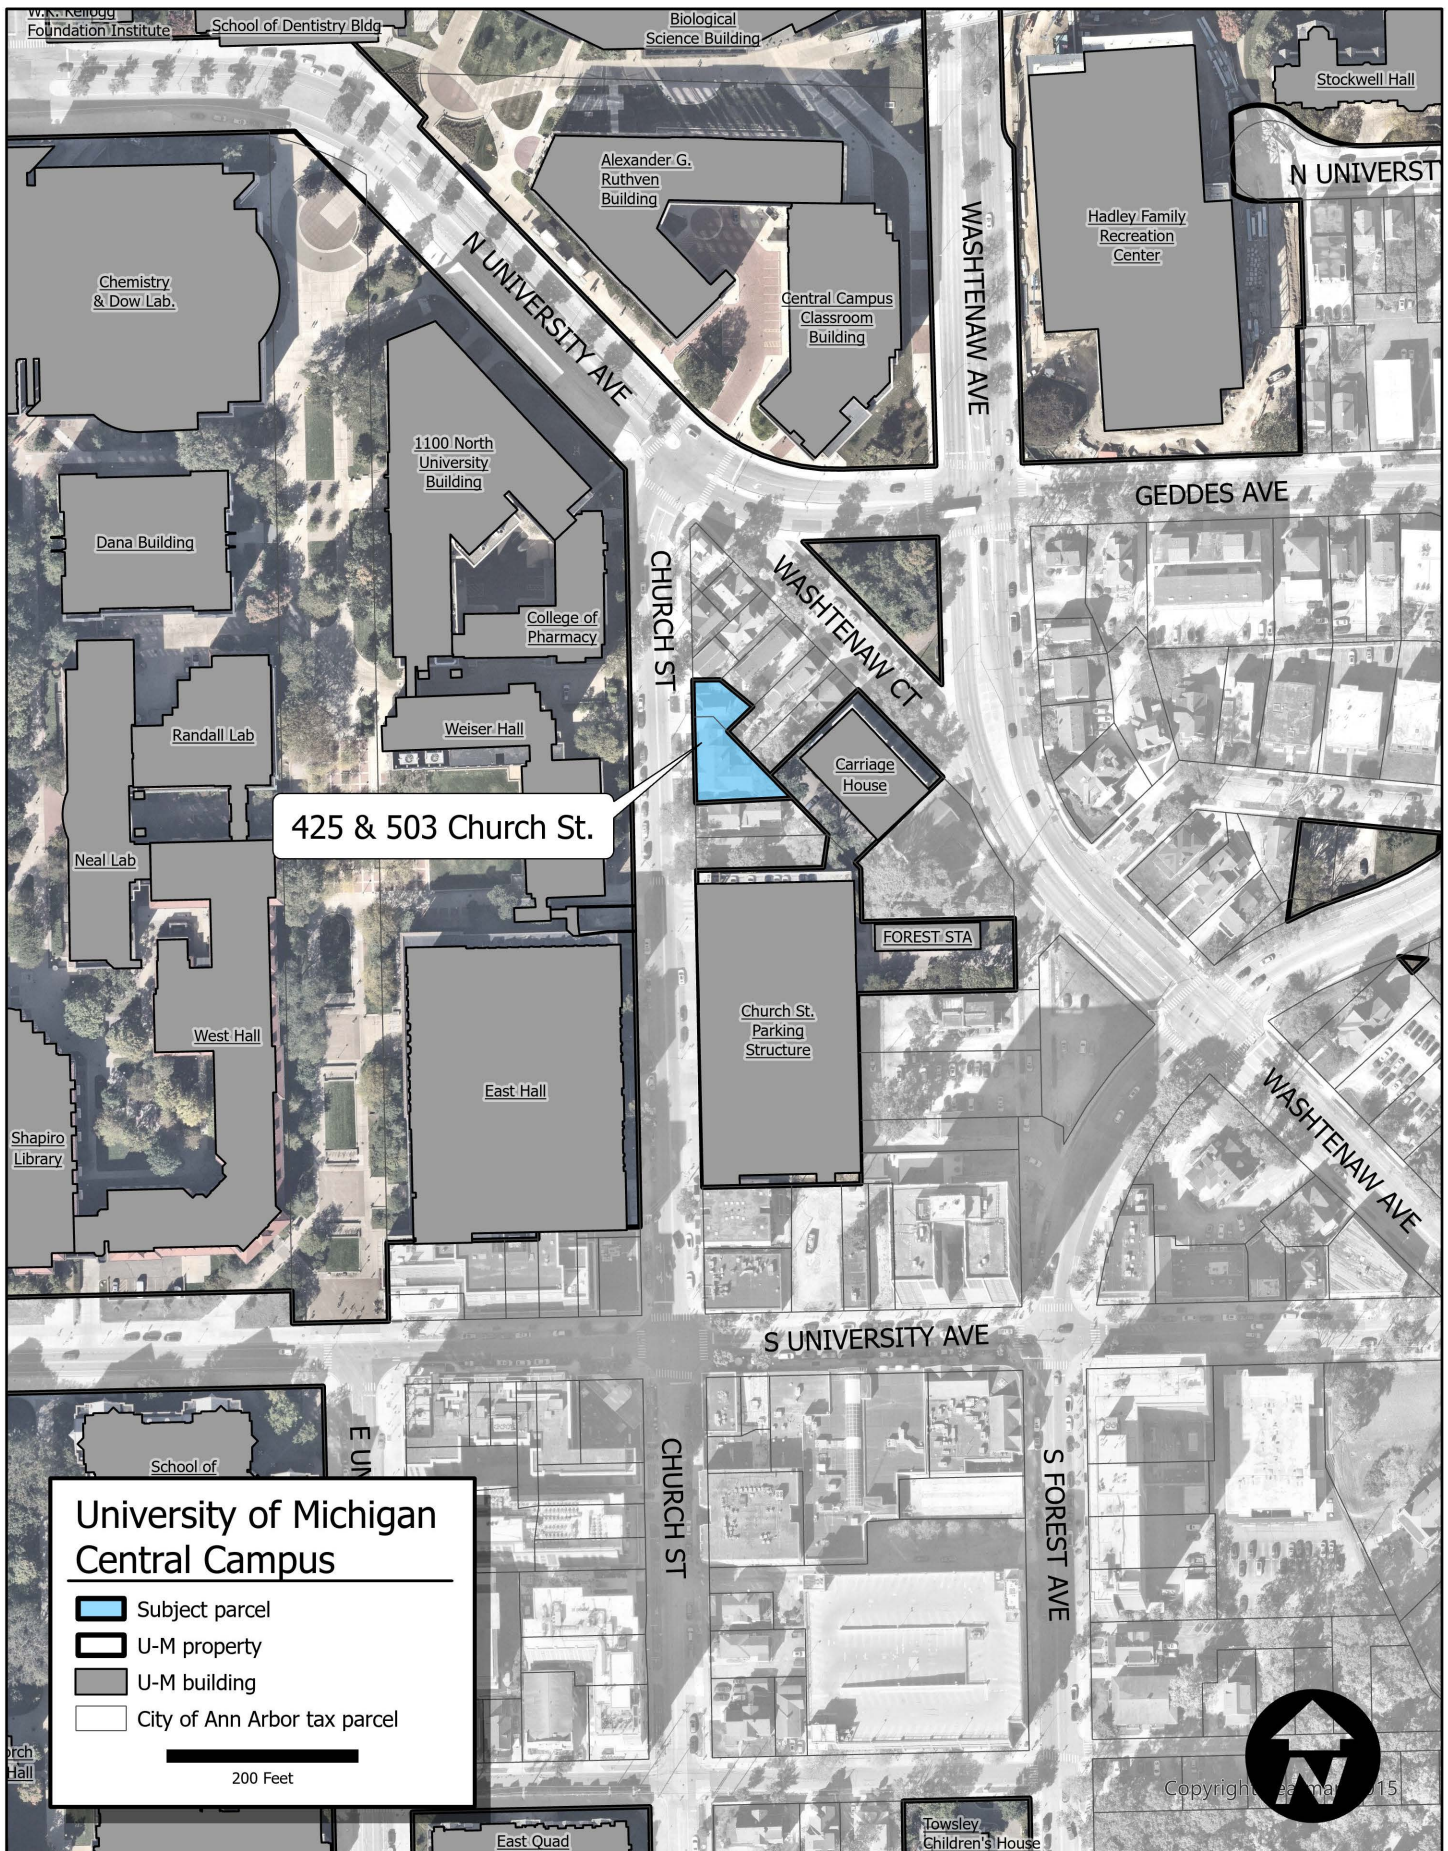 W.K. Kellogg
Foundation Institute
School of Dentistry Bldg
Biological
Science Building
Stockwell Hall
Alexander G.
Ruthven
Building
N UNIVERSIT
Hadley Family
Recreation
Center
WASHTENAW AVE
N UNIVERSITY AVE
Chemistry
& Dow Lab.
Central Campus
Classroom
Building
1100 North
University
Building
GEDDES AVE
Dana Building
CHURCH ST
WASHTENAW CT
College of
Pharmacy
Randall Lab
Weiser Hall
Carriage
House
425 & 503 Church St.
Neal Lab
FOREST STA
Church St.
Parking
Structure
West Hall
East Hall
Shapiro
Library
WASHTENAW AVE
S UNIVERSITY AVE
School of
E UN
CHURCH ST
S FOREST AVE
University of Michigan
Central Campus
Subject parcel
U-M property
U-M building
City of Ann Arbor tax parcel
200 Feet
Hall
N
Copyright
15
East Quad
Towsley
Children's House